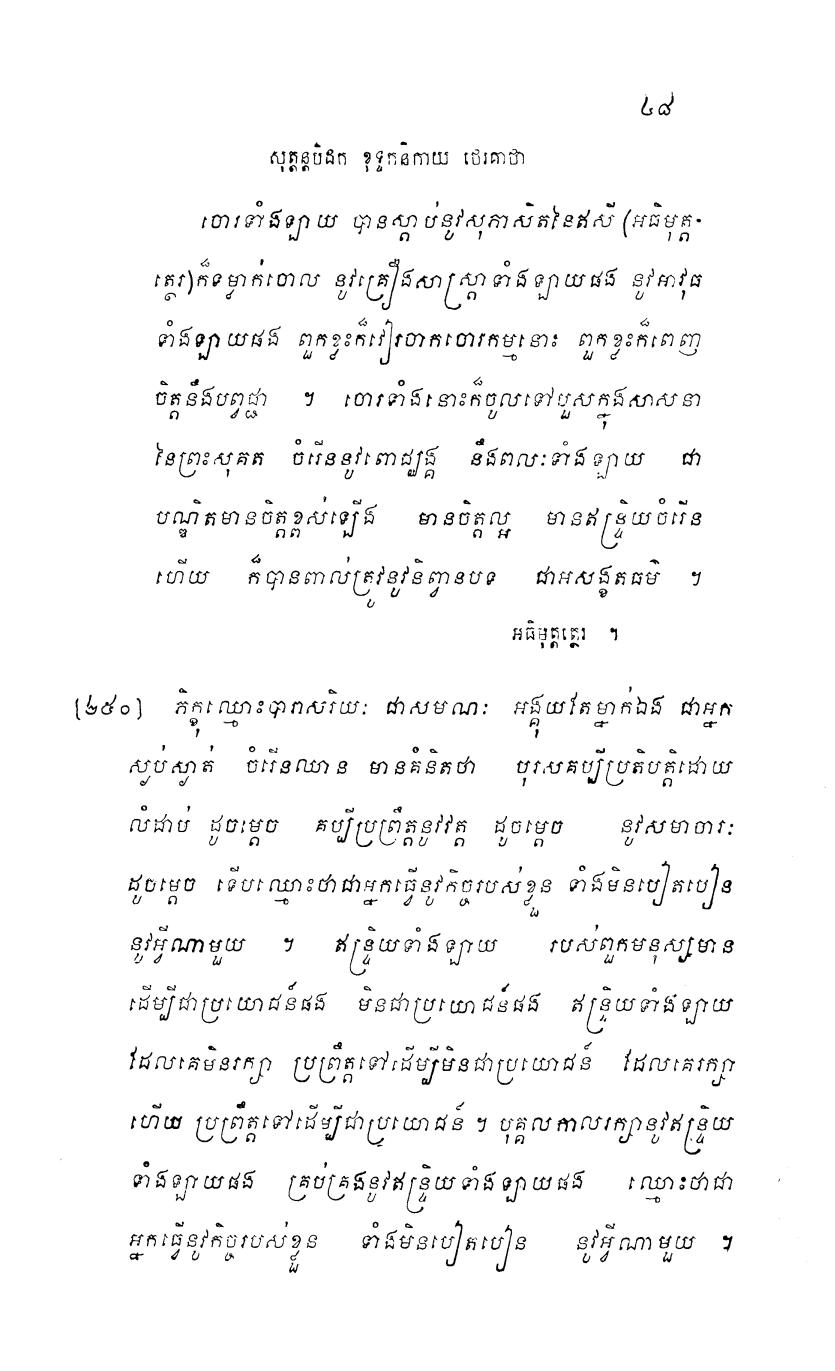 ៤៨
សុត្តន្តបិដក ខុទ្ទកនិកាយ ថេរគាថា
ចោរទាំងឡាយ បានស្តាប់នូវសុភាសិតនៃឥសី (អធិមុត្ត-
ត្ថេរ)ក៏ទម្លាក់ចោល នូវគ្រឿងសាស្ត្រាទាំងឡាយផង នូវអាវុធ
ទាំងឡាយផង ពួកខ្លះក៏វៀរចាកចោរកម្មនោះ ពួកខ្លះក៏ពេញ
ចិត្តនឹងបព្វជ្ជា ។ ចោរទាំងនោះក៏ចូលទៅបួសក្នុងសាសនា
នៃព្រះសុគត ចំរើននូវពោជ្ឈង្គ នឹងពលៈទាំងឡាយ ជា
បណ្ឌិតមានចិត្តខ្ពស់ឡើង មានចិត្តល្អ មានឥន្ទ្រិយចំរើន
ហើយ ក៏បានពាល់ត្រូវនូវនិព្វានបទ ជាអសង្ខតធម៌ ។
អធិមុត្តត្ថេរ ។
[២៥០] ភិក្ខុឈ្មោះបារាសរិយៈ ជាសមណៈ អង្គុយតែម្នាក់ឯង ជាអ្នក
ស្ងប់ស្ងាត់ ចំរើនឈាន មានគំនិតថា បុរសគប្បីប្រតិបត្តិដោយ
លំដាប់ ដូចម្តេច គប្បីប្រព្រឹត្តនូវវត្ត ដូចម្តេច នូវសមាចារៈ
ដូចម្តេច ទើបឈ្មោះថាជាអ្នកធ្វើនូវកិច្ចរបស់ខ្លួន ទាំងមិនបៀតបៀន
នូវអ្វីណាមួយ ។ ឥន្ទ្រិយទាំងឡាយ របស់ពួកមនុស្សមាន
ដើម្បីជាប្រយោជន៍ផង មិនជាប្រយោជន៍ផង ឥន្ទ្រិយទាំងឡាយ
ដែលគេមិនរក្សា ប្រព្រឹត្តទៅដើម្បីមិនជាប្រយោជន៍ ដែលគេរក្សា
ហើយ ប្រព្រឹត្តទៅដើម្បីជាប្រយោជន៍ ។ បុគ្គលកាលរក្សានូវឥន្ទ្រិយ
ទាំងឡាយផង គ្រប់គ្រងនូវឥន្ទ្រិយទាំងឡាយផង ឈ្មោះថាជា
អ្នកធ្វើនូវកិច្ចរបស់ខ្លួន ទាំងមិនបៀតបៀន នូវអ្វីណាមួយ ។